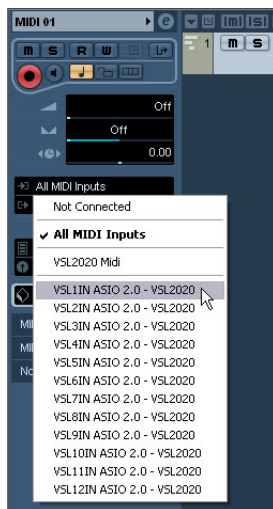 MIDI 01
e
M S R W L+
1 M S
Off
Off
0.00
All MIDI Inputs
Not Connected
✓ All MIDI Inputs
VSL2020 Midi
VSL1IN ASIO 2.0 - VSL2020
VSL2IN ASIO 2.0 - VSL2020
VSL3IN ASIO 2.0 - VSL2020
VSL4IN ASIO 2.0 - VSL2020
VSL5IN ASIO 2.0 - VSL2020
VSL6IN ASIO 2.0 - VSL2020
VSL7IN ASIO 2.0 - VSL2020
VSL8IN ASIO 2.0 - VSL2020
VSL9IN ASIO 2.0 - VSL2020
VSL10IN ASIO 2.0 - VSL2020
VSL11IN ASIO 2.0 - VSL2020
VSL12IN ASIO 2.0 - VSL2020